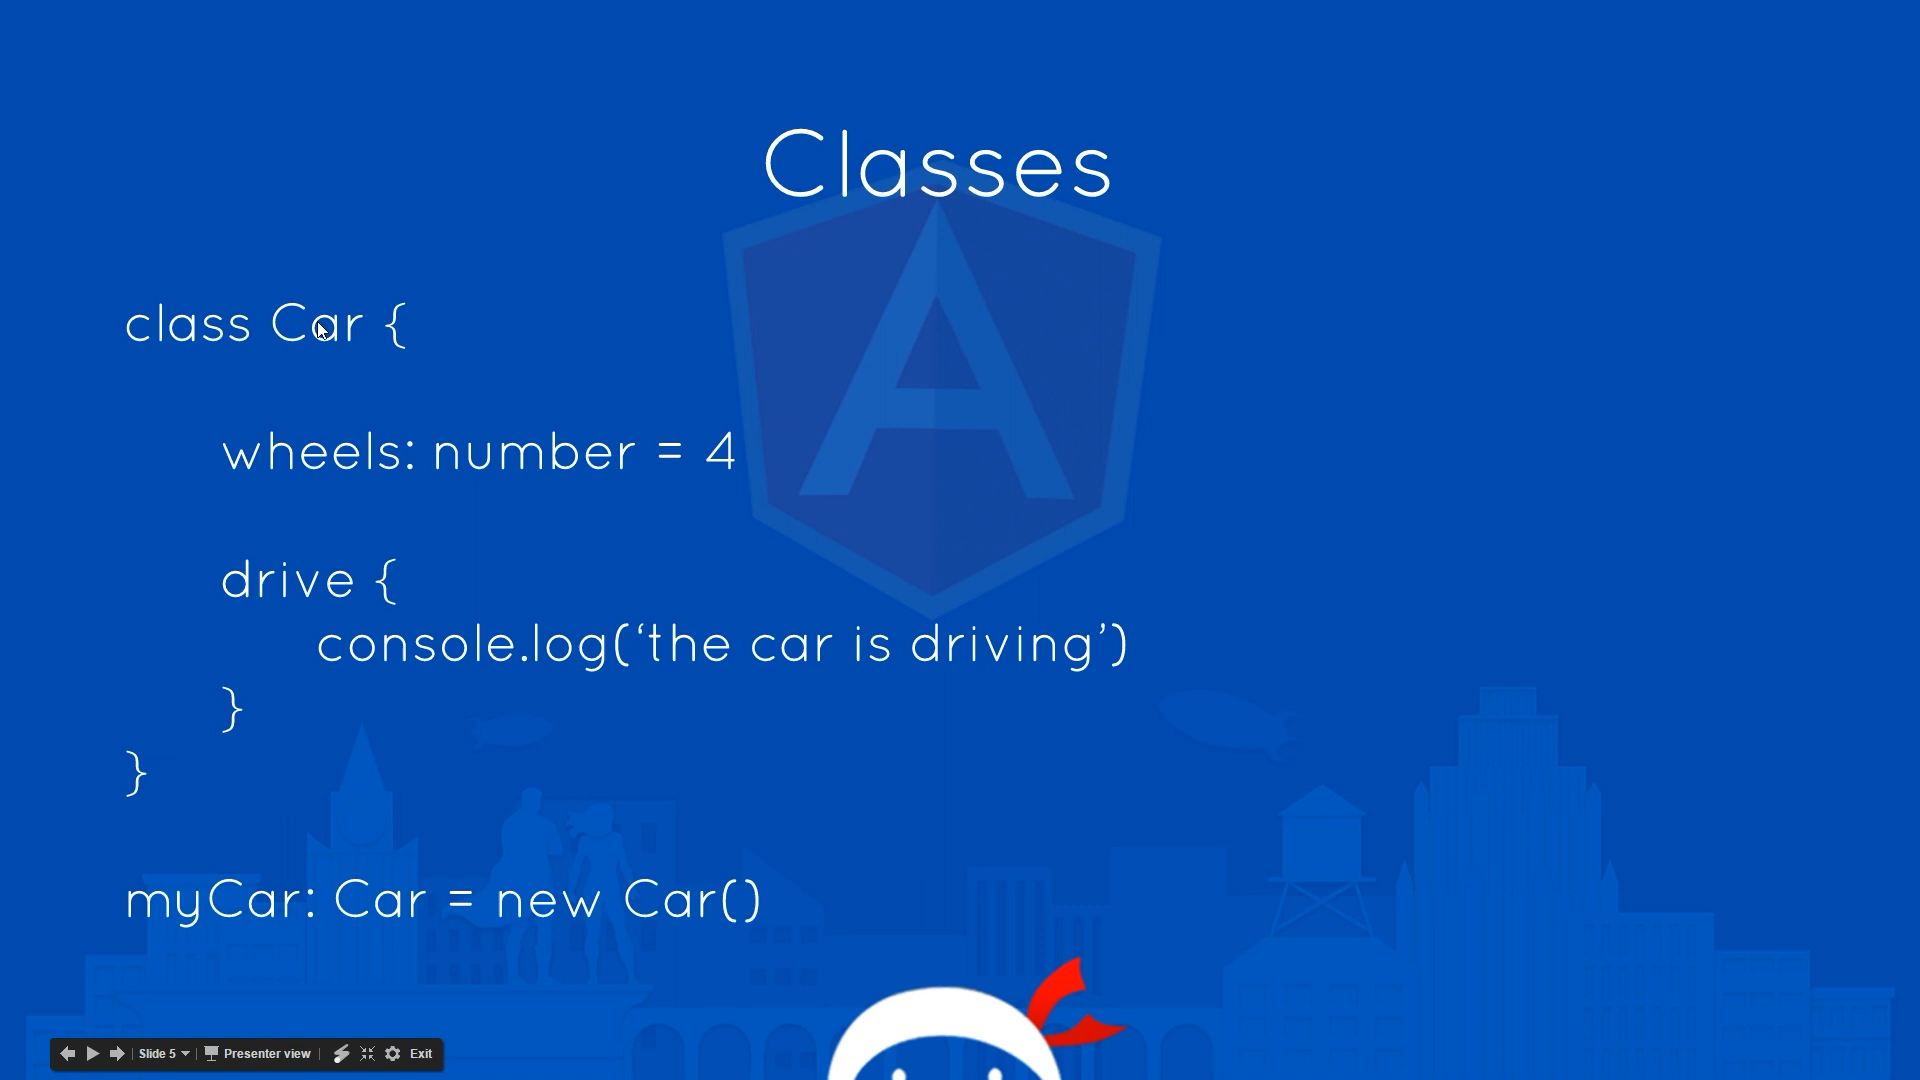 Classes
class Car {
wheels: number = 4
drive {
console.log(‘the car is driving’)
}
}
myCar: Car = new Car()
Slide 5 Presenter view Exit